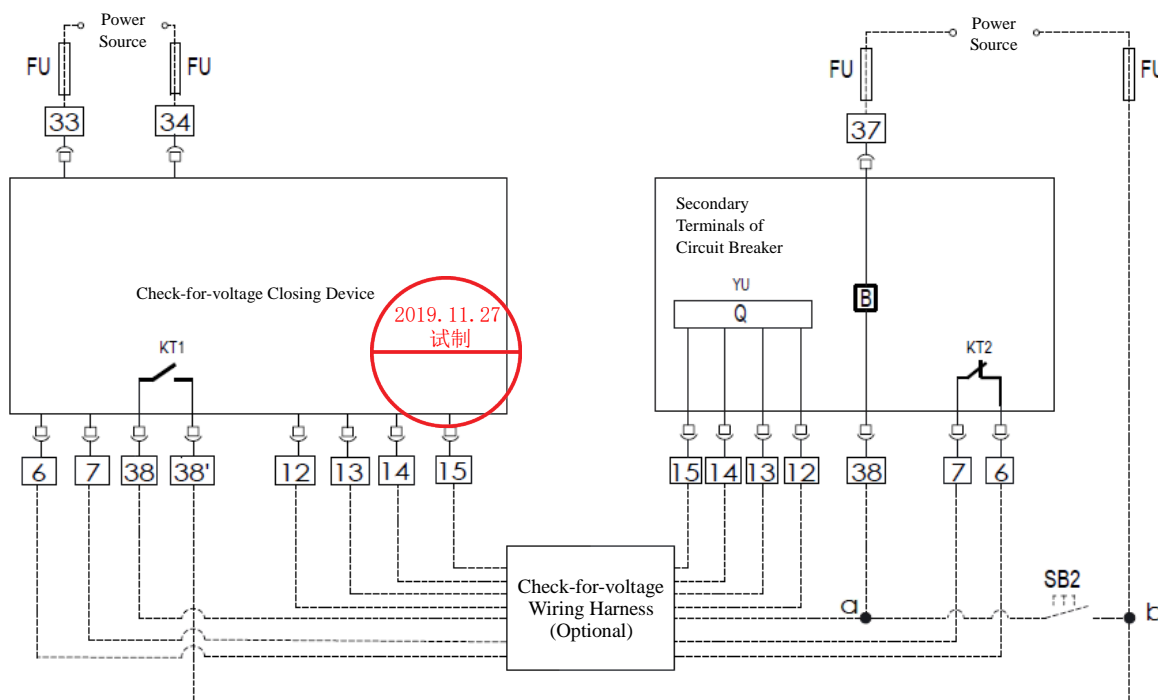 Power
Source
FU
FU
33
34
Check-for-voltage Closing Device
2019.11.27
试制
KT1
6
7
38
38'
12
13
14
15
Power
Source
FU
FU
37
Secondary
Terminals of
Circuit Breaker
YU
Q
B
KT2
15
14
13
12
38
7
6
Check-for-voltage
Wiring Harness
(Optional)
a
SB2
b